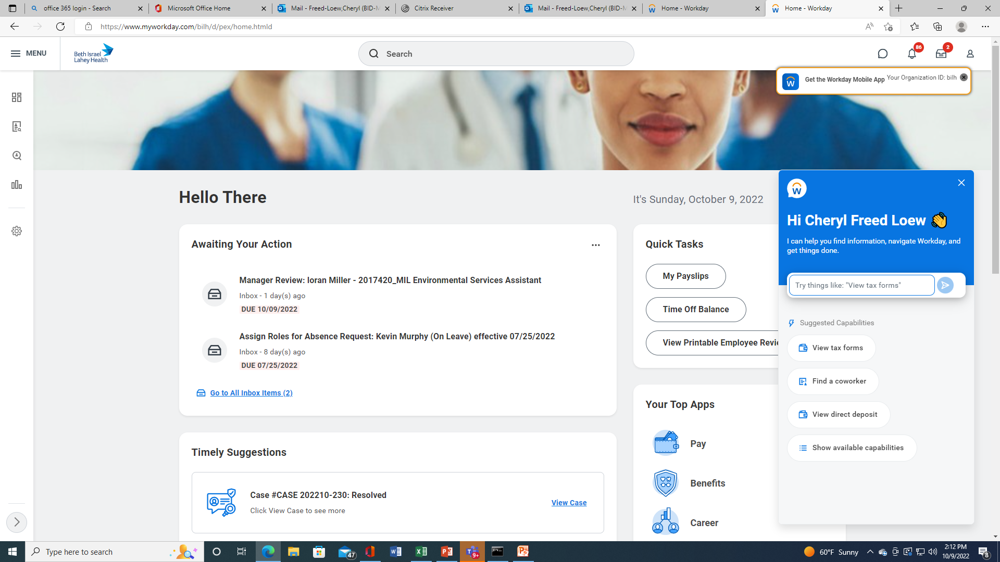 office 365 login - Search
Microsoft Office Home
Mail - Freed-Loew,Cheryl (BID-M
Citrix Receiver
Mail - Freed-Loew,Cheryl (BID-M
Home - Workday
Home - Workday
https://www.myworkday.com/bilh/d/pex/home.htmld
MENU
Beth Israel
Lahey Health
Search
86
2
Get the Workday Mobile App Your Organization ID: bilh
Hello There
It's Sunday, October 9, 2022
Awaiting Your Action
Manager Review: Ioran Miller - 2017420_MIL Environmental Services Assistant
Inbox - 1 day(s) ago
DUE 10/09/2022
Assign Roles for Absence Request: Kevin Murphy (On Leave) effective 07/25/2022
Inbox - 8 day(s) ago
DUE 07/25/2022
Go to All Inbox Items (2)
Timely Suggestions
Case #CASE 202210-230: Resolved
Click View Case to see more
View Case
Quick Tasks
My Payslips
Time Off Balance
View Printable Employee Revie
Your Top Apps
Pay
Benefits
Career
Hi Cheryl Freed Loew 👋
I can help you find information, navigate Workday, and
get things done.
Try things like: "View tax forms"
Suggested Capabilities
View tax forms
Find a coworker
View direct deposit
Show available capabilities
Type here to search
47
9+
60°F Sunny
2:12 PM
10/9/2022
8